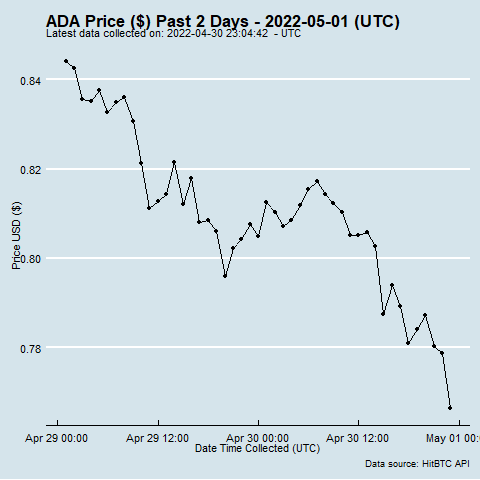 ADA Price ($) Past 2 Days - 2022-05-01 (UTC)
Latest data collected on: 2022-04-30 23:04:42 - UTC
0.84
0.82
0.80
0.78
Price USD ($)
Apr 29 00:00
Apr 29 12:00
Apr 30 00:00
Apr 30 12:00
May 01 00:0
Date Time Collected (UTC)
Data source: HitBTC API